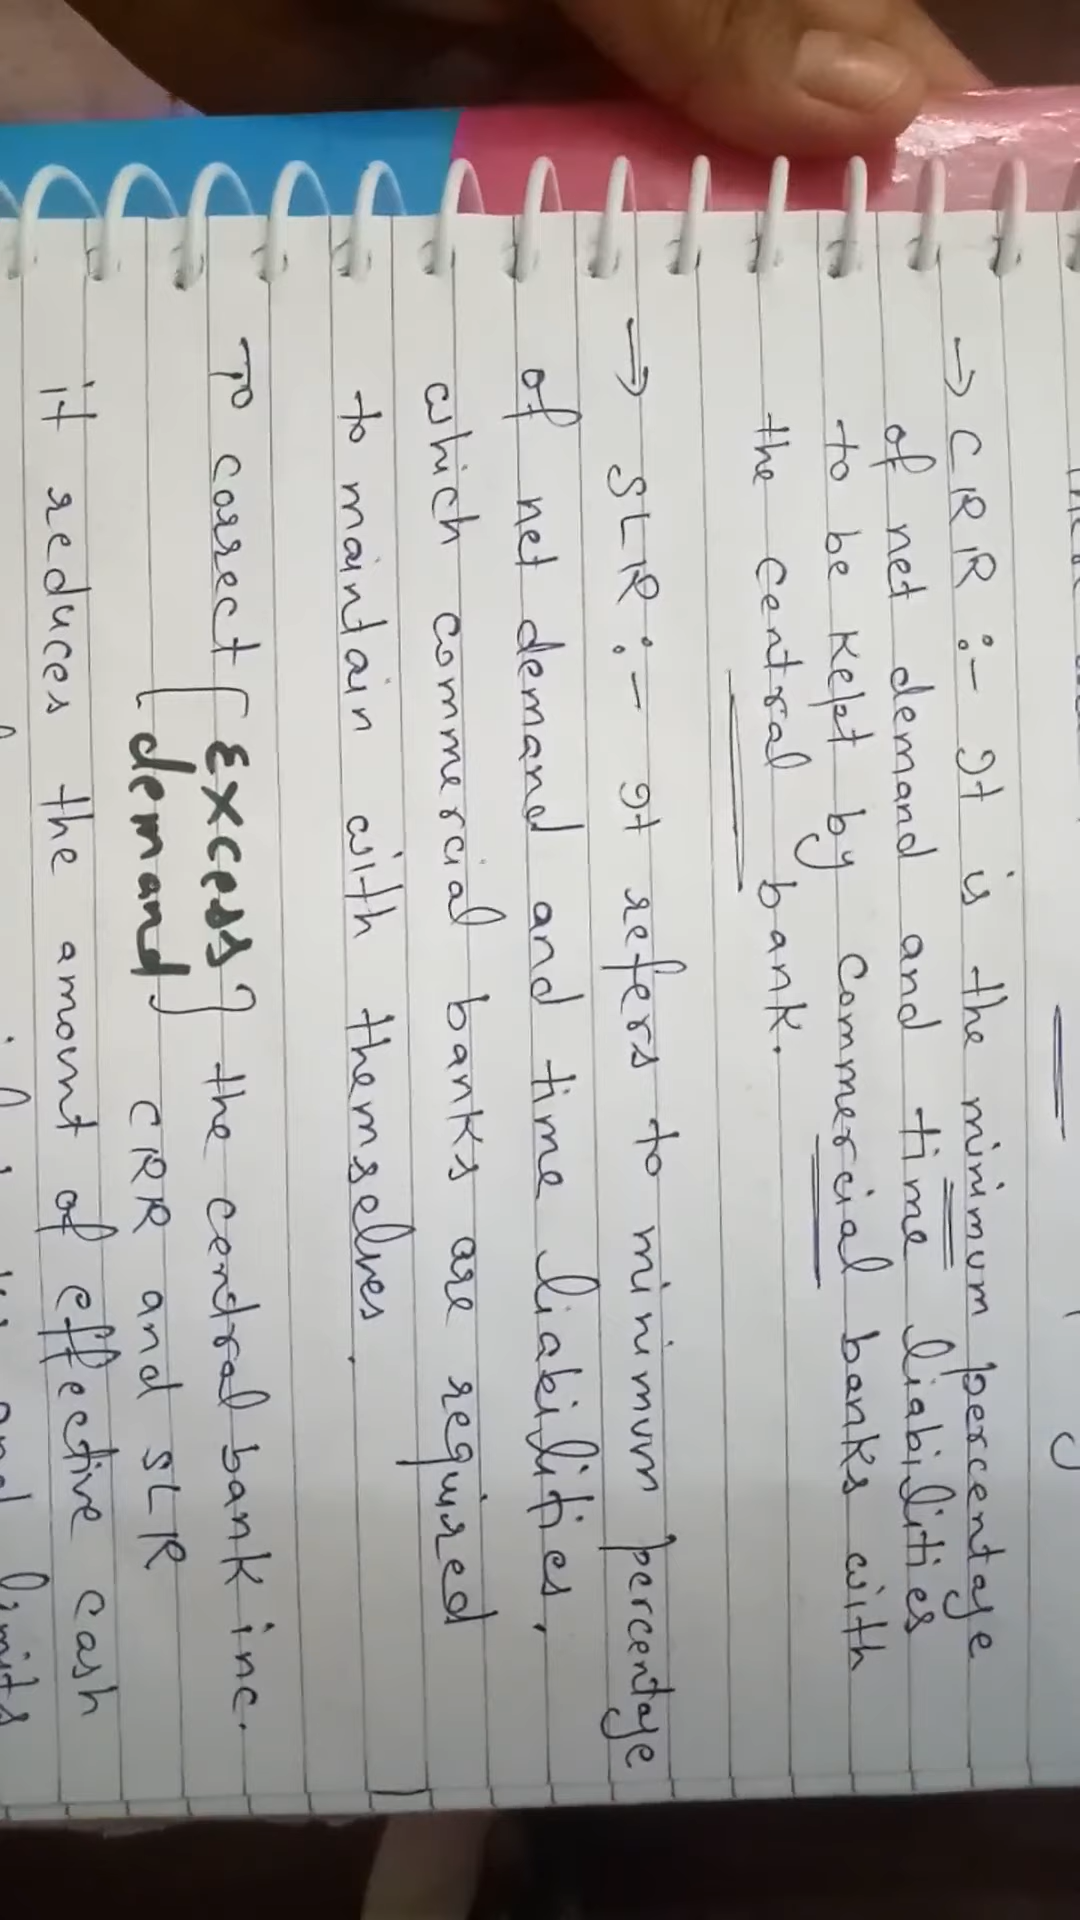 → CRR :- It is the minimum percentage
of net demand and time liabilities
to be kept by commercial banks with
the central bank.
→ SLR :- It refers to minimum percentage
of net demand and time liabilities,
which commercial banks are required
to maintain with themselves.
To correct [Excess the central bank inc.
demand] CRR and SLR
it reduces the amount of effective cash
and limits